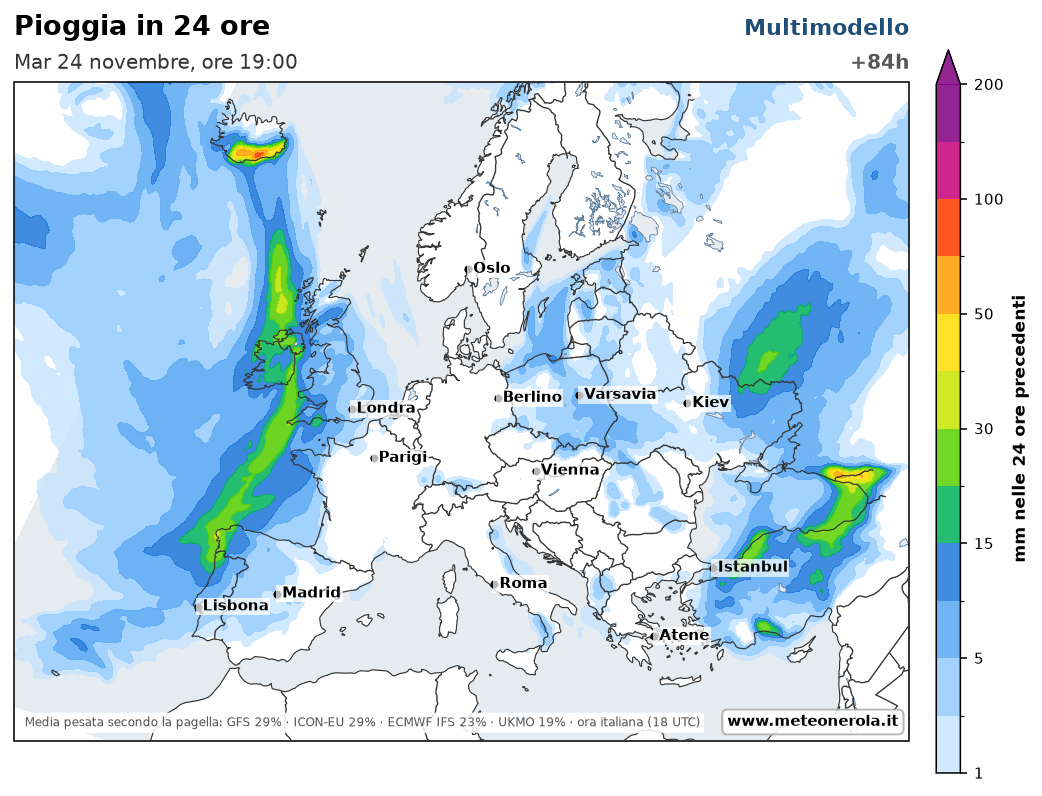 Pioggia in 24 ore
Multimodello
Mar 24 novembre, ore 19:00
+84h
Oslo
Berlino
Varsavia
Kiev
Londra
Parigi
Vienna
Istanbul
Roma
Madrid
Lisbona
Atene
Media pesata secondo la pagella: GFS 29% · ICON-EU 29% · ECMWF IFS 23% · UKMO 19% · ora italiana (18 UTC)
www.meteonerola.it
200
100
50
30
15
5
1
mm nelle 24 ore precedenti